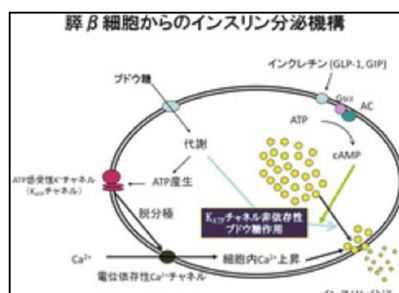 膵β細胞からのインスリン分泌機構
インクレチン(GLP-1, GIP)
ブドウ糖
Gsα
AC
ATP
代謝
cAMP
ATP感受性K⁺チャネル
(KATPチャネル)
ATP産生
脱分極
KATPチャネル非依存性
ブドウ糖作用
Ca²⁺
細胞内Ca²⁺上昇
電位依存性Ca²⁺チャネル